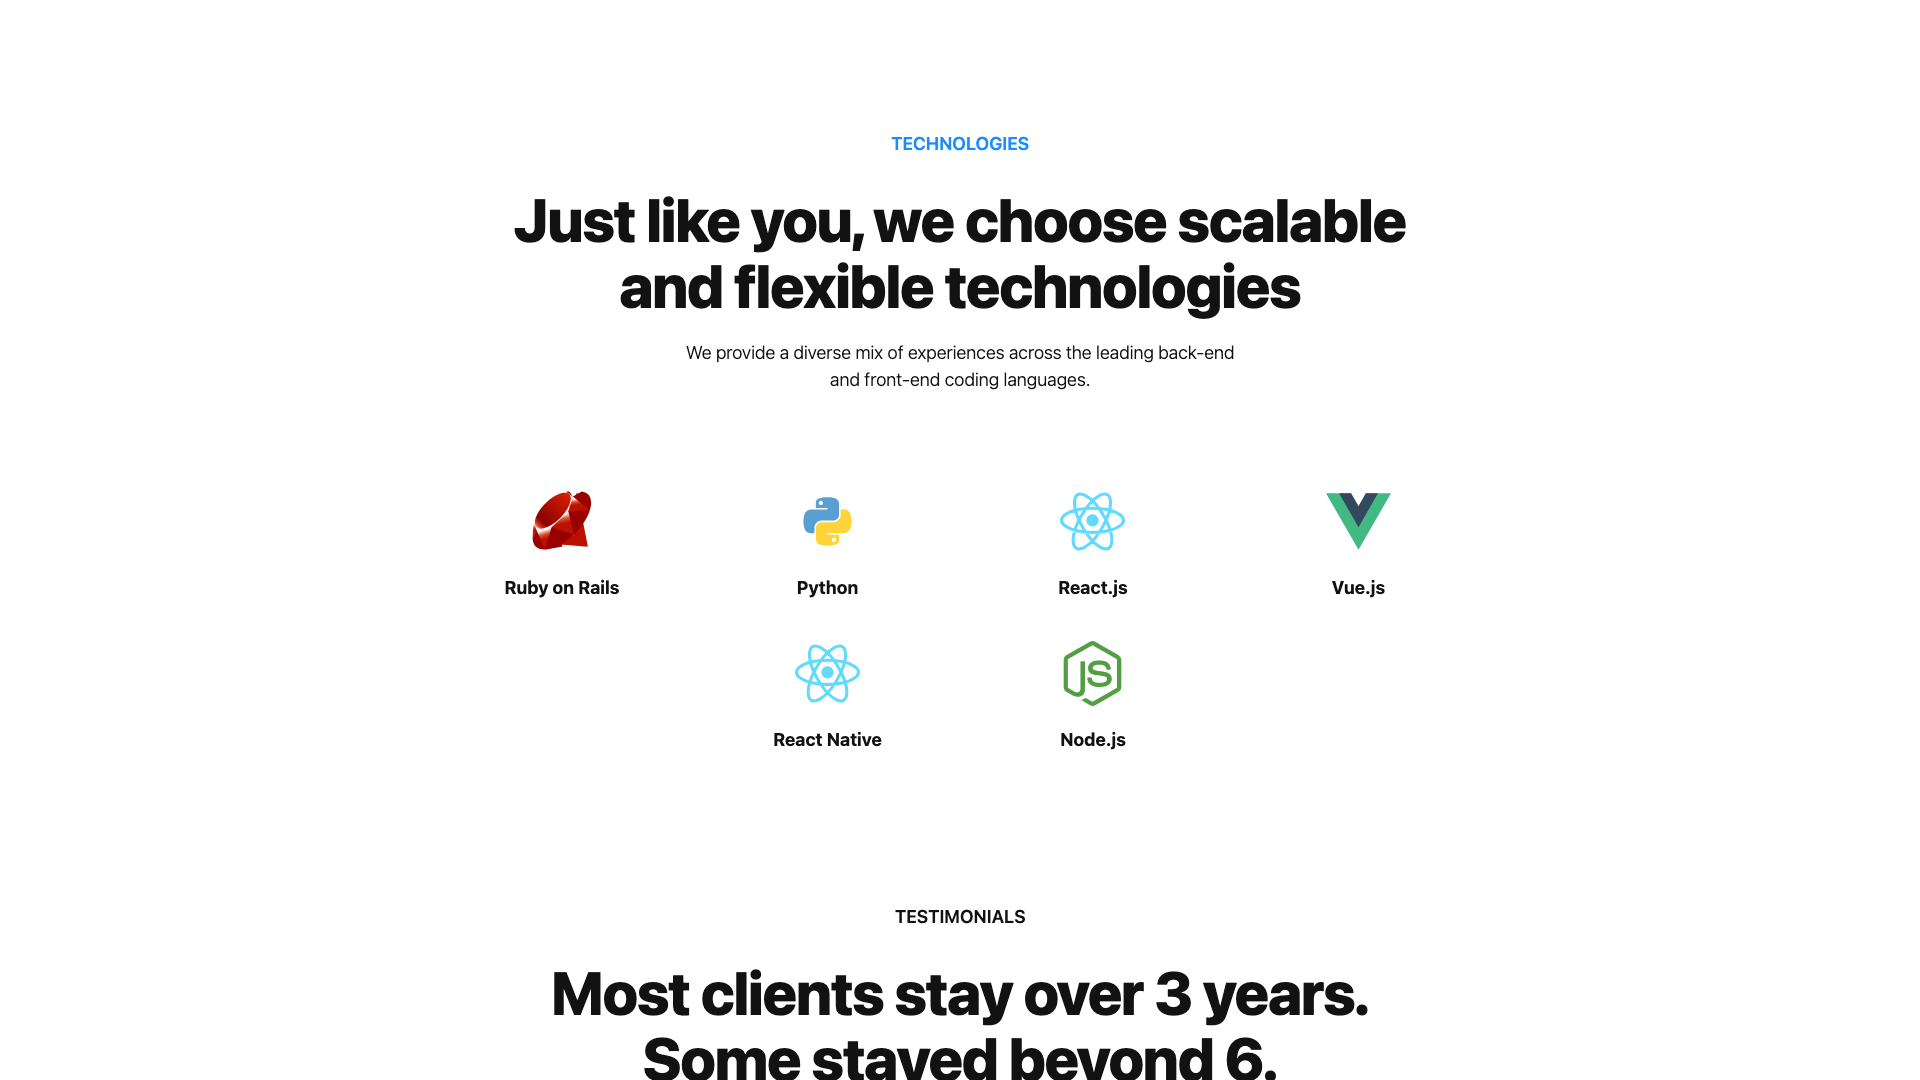 TECHNOLOGIES
Just like you, we choose scalable
and flexible technologies
We provide a diverse mix of experiences across the leading back-end
and front-end coding languages.
Ruby on Rails
Python
React.js
Vue.js
React Native
JS
Node.js
TESTIMONIALS
Most clients stay over 3 years.
Some stayed beyond 6.